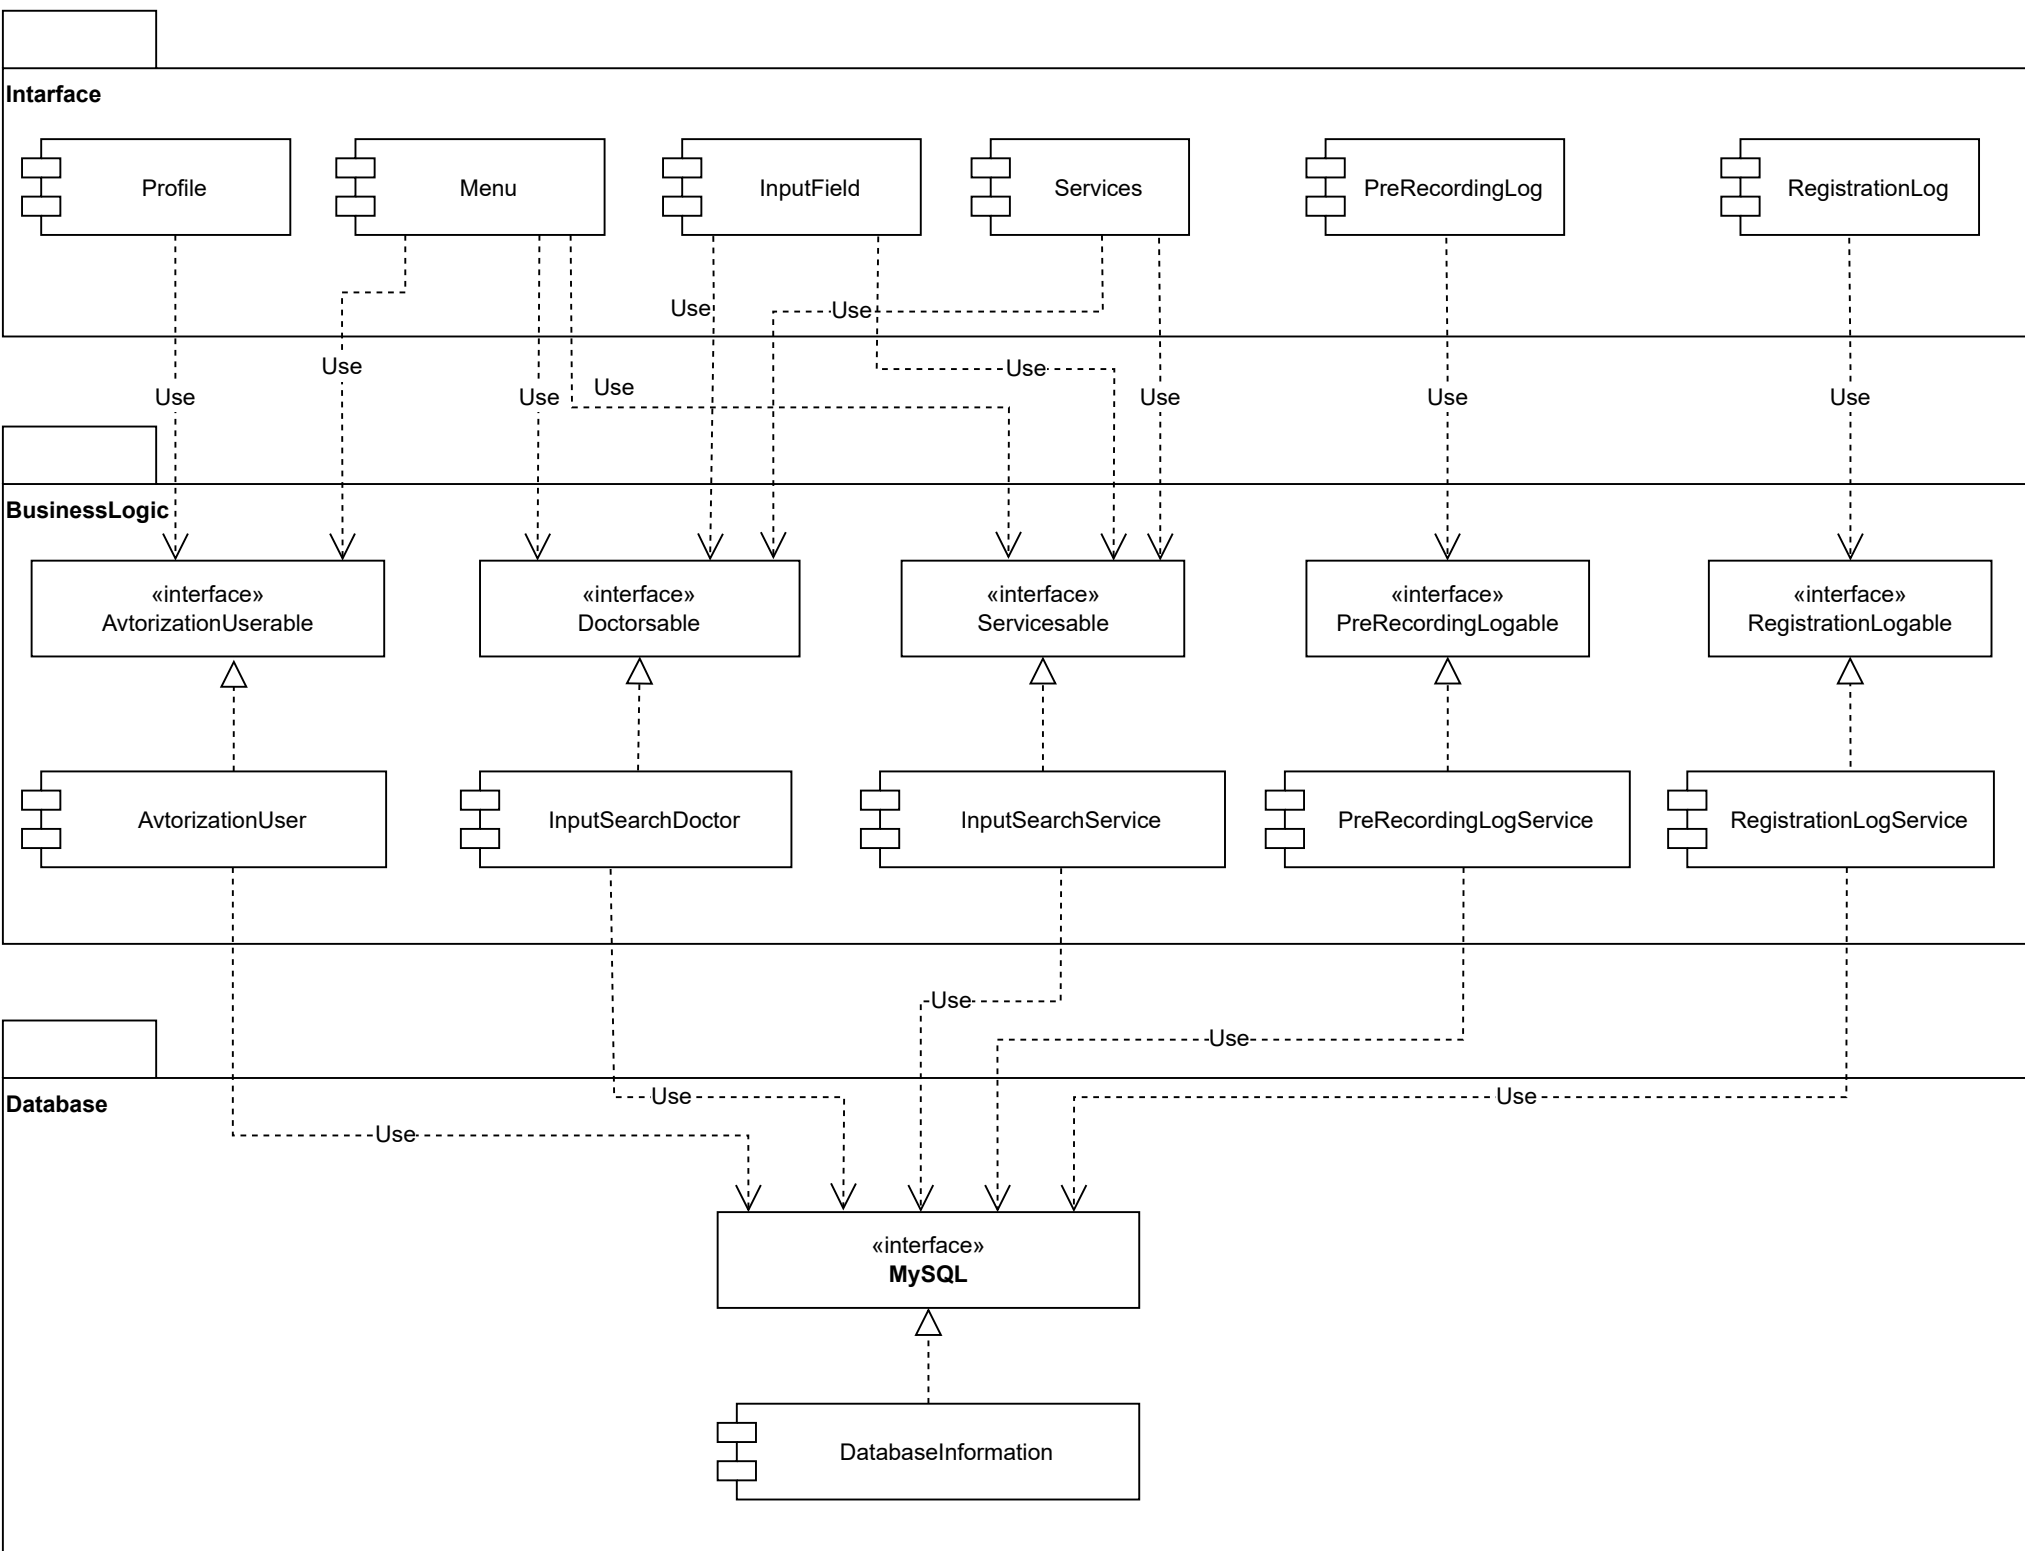 Intarface
Profile
Menu
InputField
Services
PreRecordingLog
RegistrationLog
Use
Use
Use
Use
Use
Use
Use
Use
Use
Use
BusinessLogic
«interface»
AvtorizationUserable
«interface»
Doctorsable
«interface»
Servicesable
«interface»
PreRecordingLogable
«interface»
RegistrationLogable
AvtorizationUser
InputSearchDoctor
InputSearchService
PreRecordingLogService
RegistrationLogService
Use
Use
Database
Use
Use
Use
«interface»
MySQL
DatabaseInformation